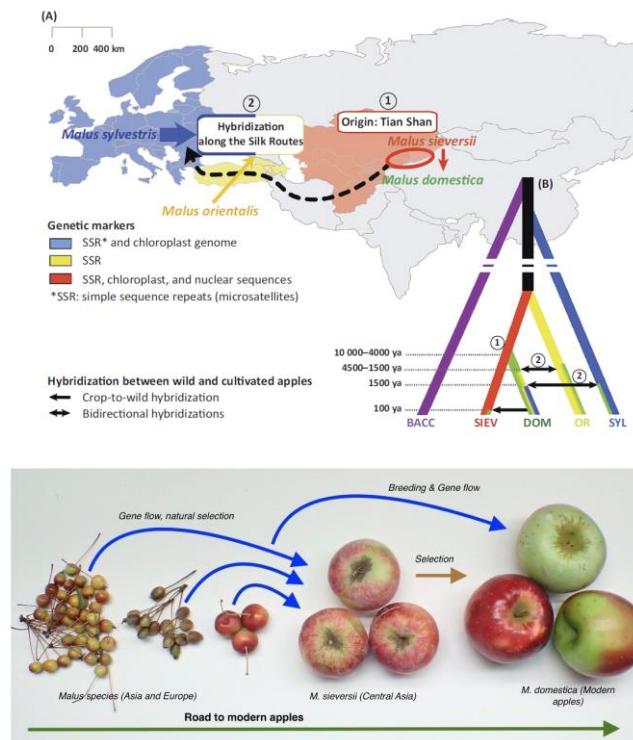 (A)
0 200 400 km
②
①
Malus sylvestris
Hybridization
along the Silk Routes
Origin: Tian Shan
Malus sieversii
Malus domestica
Malus orientalis
(B)
Genetic markers
SSR* and chloroplast genome
SSR
SSR, chloroplast, and nuclear sequences
*SSR: simple sequence repeats (microsatellites)
Hybridization between wild and cultivated apples
Crop-to-wild hybridization
Bidirectional hybridizations
①
10 000–4000 ya
4500–1500 ya
②
1500 ya
②
100 ya
BACC SIEV DOM OR SYL
Gene flow, natural selection
Breeding & Gene flow
Selection
Malus species (Asia and Europe)
M. sieversii (Central Asia)
M. domestica (Modern
apples)
Road to modern apples